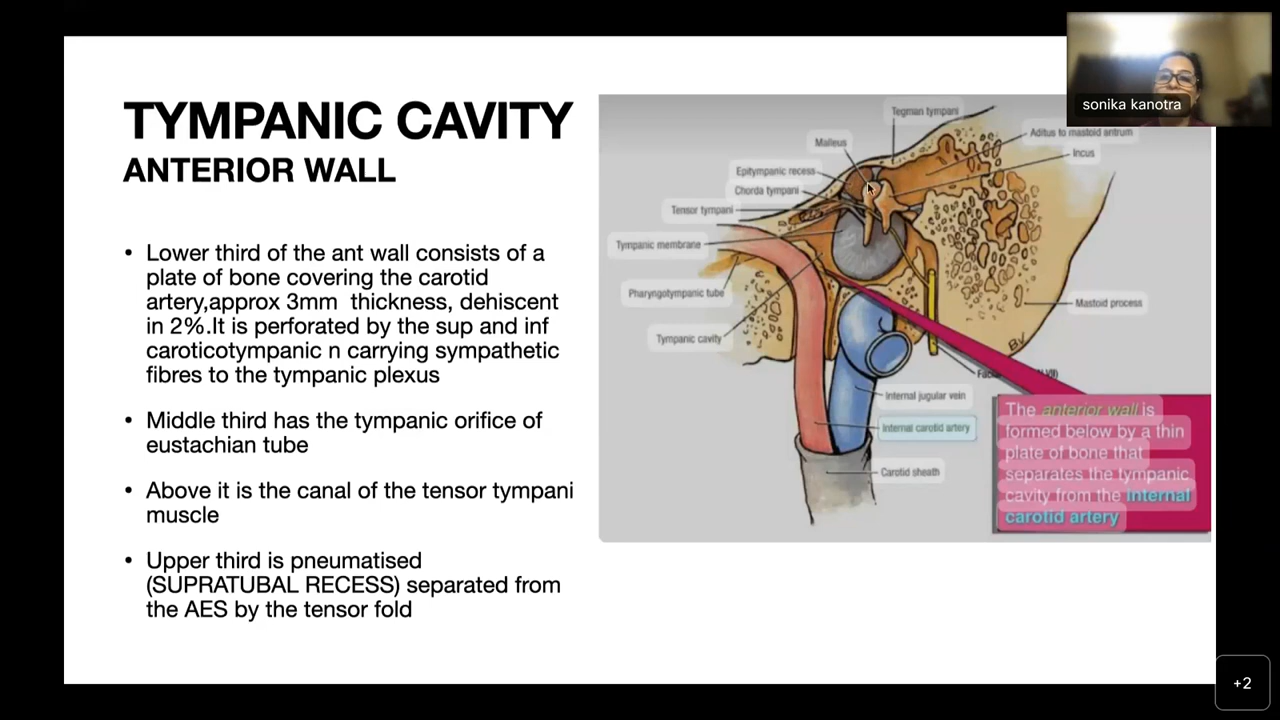 TYMPANIC CAVITY
ANTERIOR WALL
• Lower third of the ant wall consists of a
plate of bone covering the carotid
artery,approx 3mm thickness, dehiscent
in 2%.It is perforated by the sup and inf
caroticotympanic n carrying sympathetic
fibres to the tympanic plexus
• Middle third has the tympanic orifice of
eustachian tube
• Above it is the canal of the tensor tympani
muscle
• Upper third is pneumatised
(SUPRATUBAL RECESS) separated from
the AES by the tensor fold
Tegman tympani
Malleus
Aditus to mastoid antrum
Incus
Epitympanic recess
Chorda tympani
Tensor tympani
Tympanic membrane
Pharyngotympanic tube
Mastoid process
Tympanic cavity
B.V
Internal jugular vein
Internal carotid artery
Carotid sheath
The anterior wall is
formed below by a thin
plate of bone that
separates the tympanic
cavity from the internal
carotid artery
sonika kanotra
+2